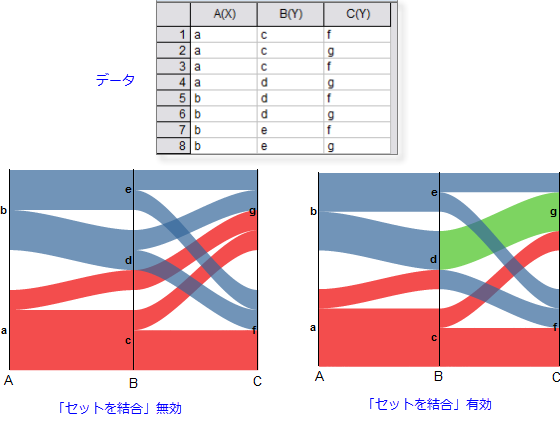 A(X) B(Y) C(Y)
1 a c f
2 a c g
データ
3 a c f
4 a d g
5 b d f
6 b d g
7 b e f
8 b e g
e
b
g
d
a
c
f
A B C
「セットを結合」無効
e
b
g
d
a
f
c
A B C
「セットを結合」有効